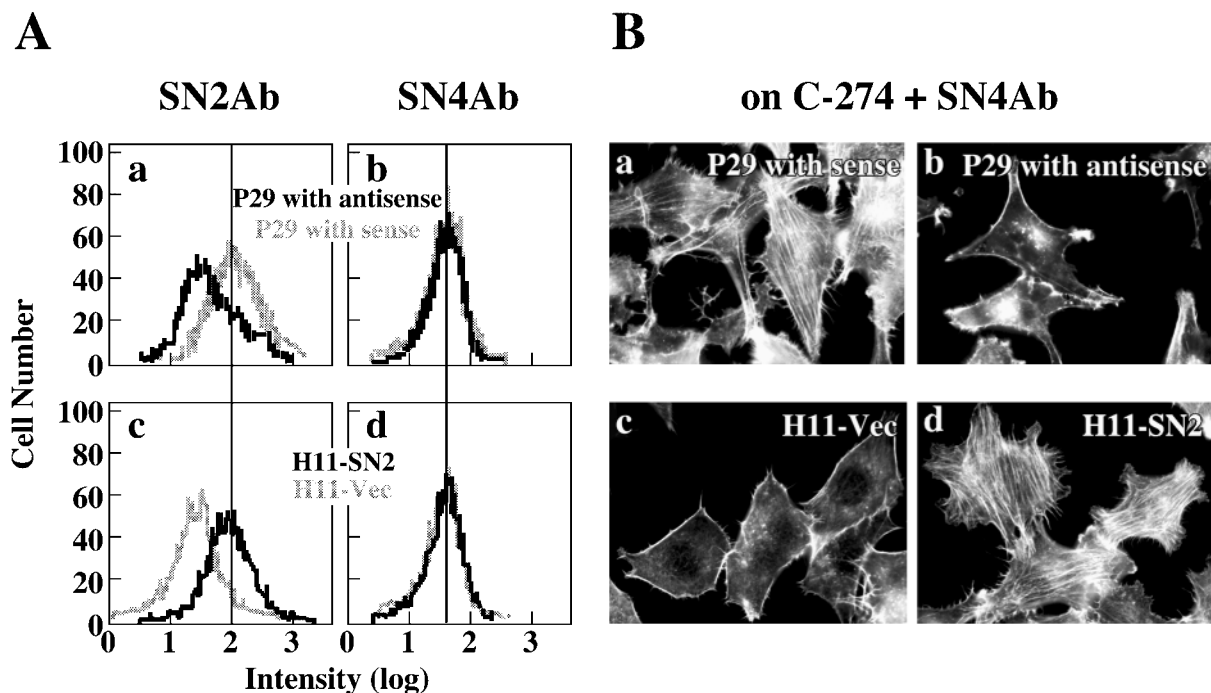 A
B
SN2Ab
SN4Ab
on C-274 + SN4Ab
100
80
60
40
20
0
a
b
P29 with antisense
P29 with sense
a
P29 with sense
b
P29 with antisense
Cell Number
100
80
60
40
20
0
c
d
H11-SN2
H11-Vec
c
H11-Vec
d
H11-SN2
0 1 2 3
0 1 2 3
Intensity (log)